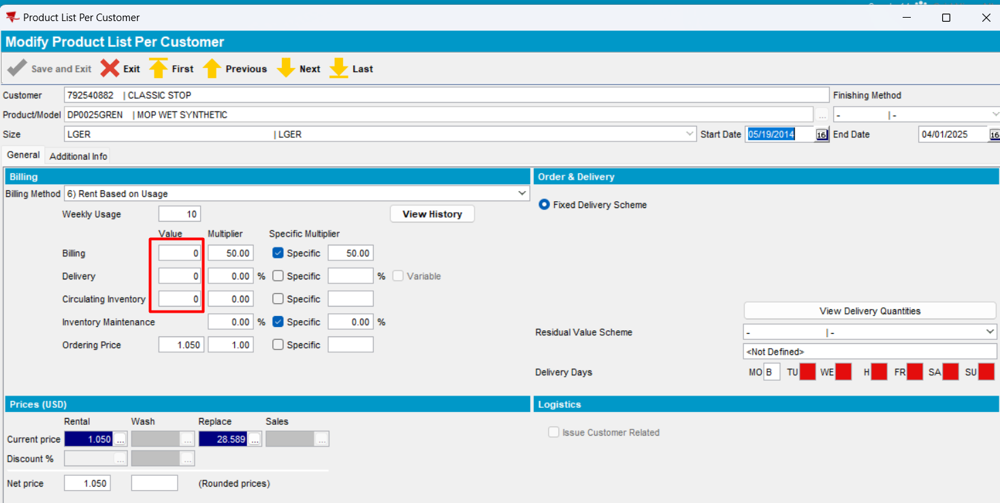 Product List Per Customer
Modify Product List Per Customer
Save and Exit Exit First Previous Next Last
Customer 792540882 | CLASSIC STOP Finishing Method
Product/Model DP0025GREN | MOP WET SYNTHETIC ... - | -
Size LGER | LGER Start Date 05/19/2014 16 End Date 04/01/2025 16
General Additional Info
Billing Order & Delivery
Billing Method 6) Rent Based on Usage
Fixed Delivery Scheme
Weekly Usage 10 View History
Value Multiplier Specific Multiplier
Billing 0 50.00 Specific 50.00
Delivery 0 0.00 % Specific % Variable
Circulating Inventory 0 0.00 Specific
View Delivery Quantities
Inventory Maintenance 0.00 % Specific 0.00 %
Residual Value Scheme - | -
Ordering Price 1.050 1.00 Specific
<Not Defined>
Delivery Days MO B TU WE H FR SA SU
Prices (USD) Logistics
Rental Wash Replace Sales
Issue Customer Related
Current price 1.050 ... ... 28.589 ... ...
Discount % ... ...
Net price 1.050 (Rounded prices)